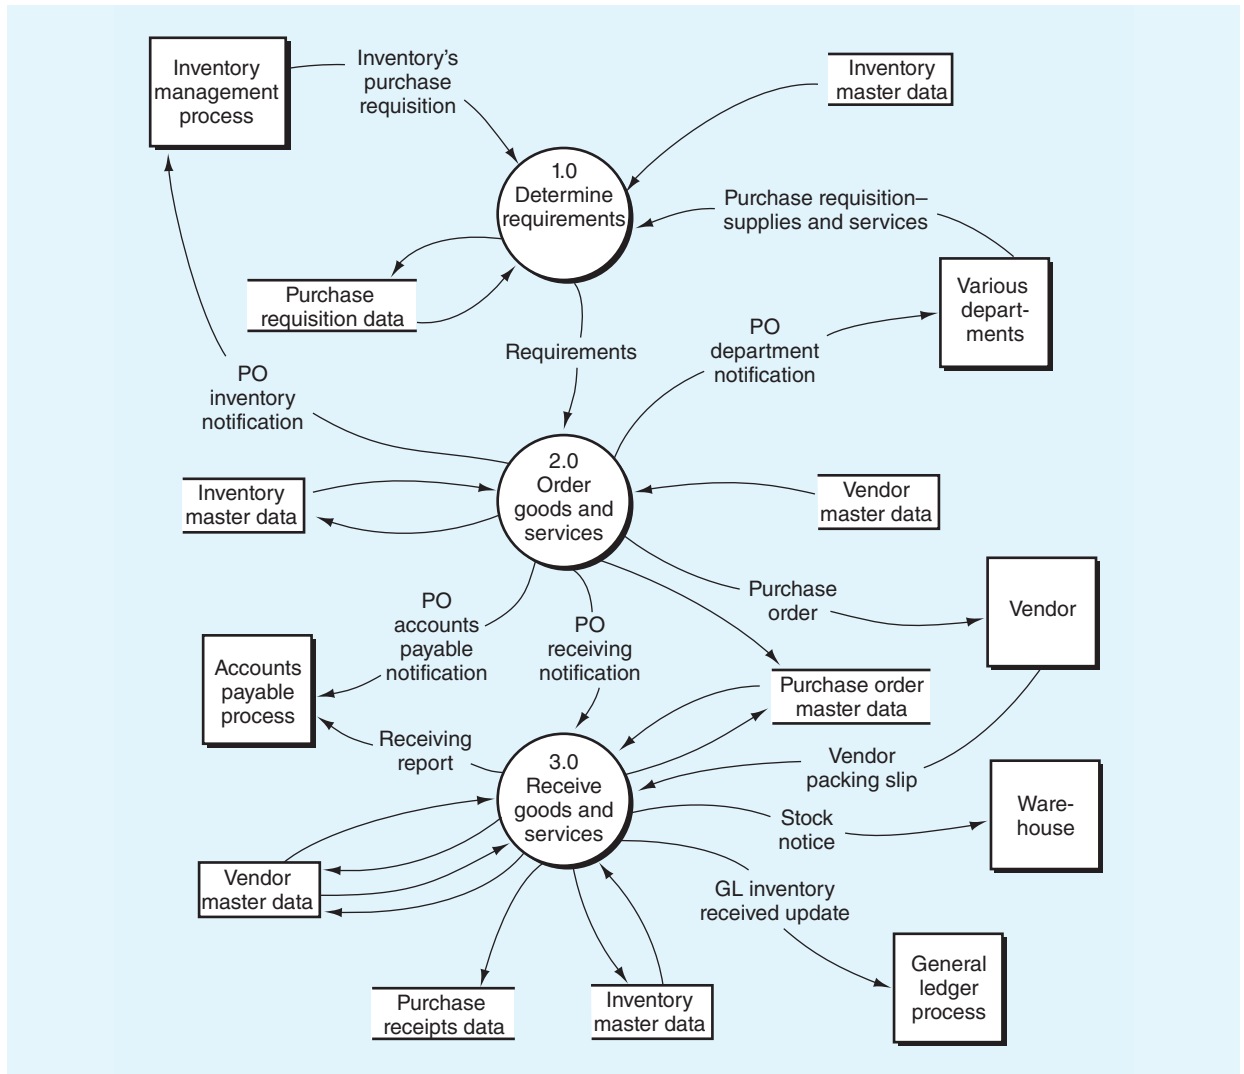 Inventory
management
process
Inventory's
purchase
requisition
Inventory
master data
1.0
Determine
requirements
Purchase requisition–
supplies and services
Purchase
requisition data
Various
depart-
ments
Requirements
PO
department
notification
PO
inventory
notification
2.0
Order
goods and
services
Inventory
master data
Vendor
master data
Purchase
order
Vendor
PO
accounts
payable
notification
PO
receiving
notification
Accounts
payable
process
Purchase order
master data
Receiving
report
3.0
Receive
goods and
services
Vendor
packing slip
Stock
notice
Ware-
house
Vendor
master data
GL inventory
received update
Purchase
receipts data
Inventory
master data
General
ledger
process